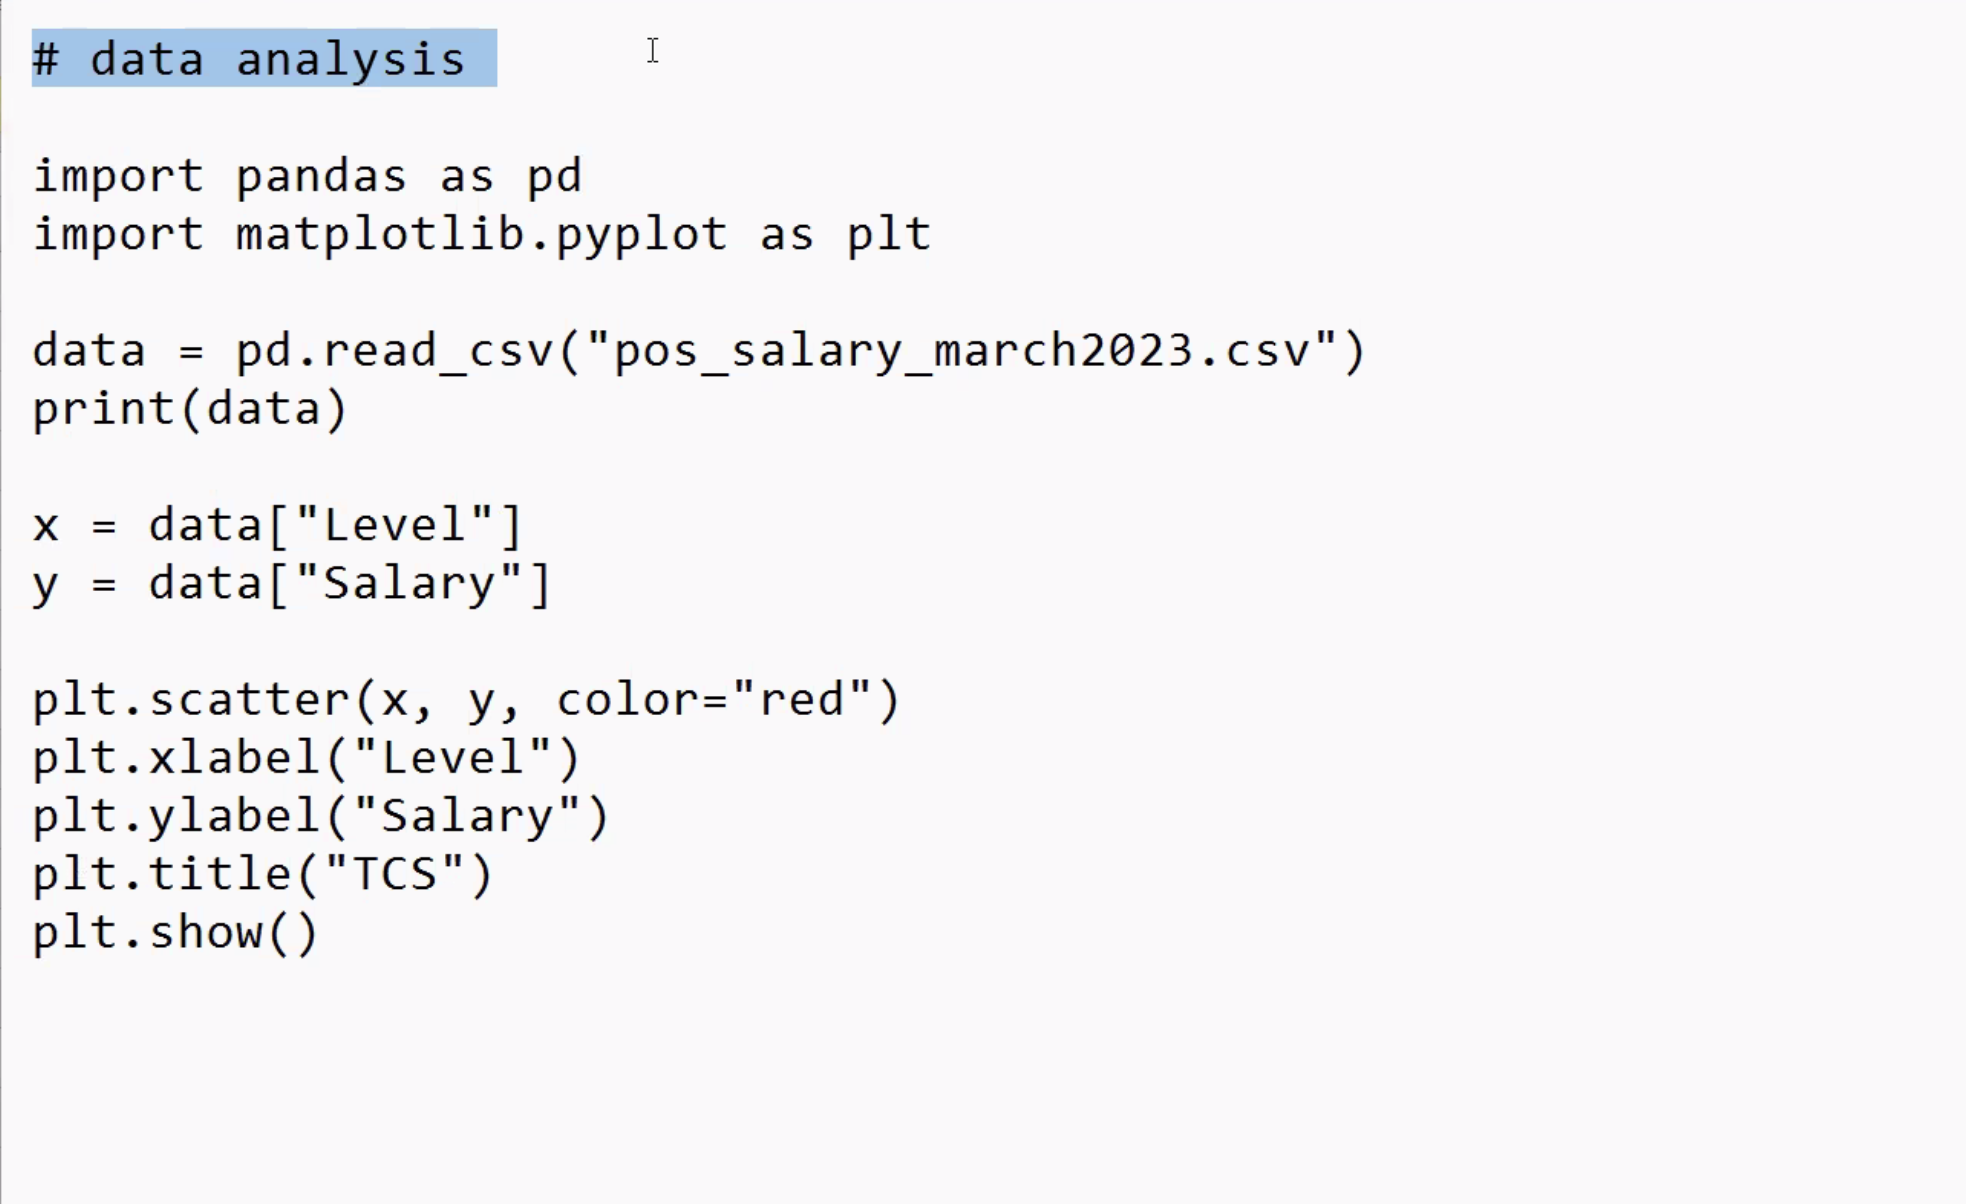 # data analysis
import pandas as pd
import matplotlib.pyplot as plt
data = pd.read_csv("pos_salary_march2023.csv")
print(data)
x = data["Level"]
y = data["Salary"]
plt.scatter(x, y, color="red")
plt.xlabel("Level")
plt.ylabel("Salary")
plt.title("TCS")
plt.show()